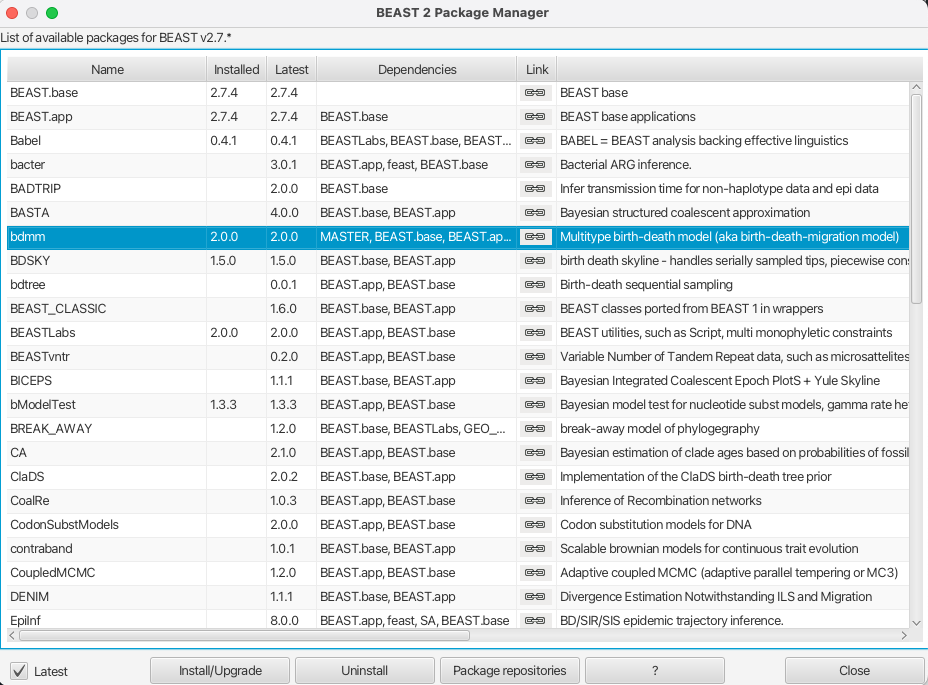 BEAST 2 Package Manager
List of available packages for BEAST v2.7.*
Name Installed Latest Dependencies Link
BEAST.base 2.7.4 2.7.4 BEAST base
BEAST.app 2.7.4 2.7.4 BEAST.base BEAST base applications
Babel 0.4.1 0.4.1 BEASTLabs, BEAST.base, BEAST... BABEL = BEAST analysis backing effective linguistics
bacter 3.0.1 BEAST.app, feast, BEAST.base Bacterial ARG inference.
BADTRIP 2.0.0 BEAST.base Infer transmission time for non-haplotype data and epi data
BASTA 4.0.0 BEAST.base, BEAST.app Bayesian structured coalescent approximation
bdmm 2.0.0 2.0.0 MASTER, BEAST.base, BEAST.ap... Multitype birth-death model (aka birth-death-migration model)
BDSKY 1.5.0 1.5.0 BEAST.base, BEAST.app birth death skyline - handles serially sampled tips, piecewise cons
bdtree 0.0.1 BEAST.app, BEAST.base Birth-death sequential sampling
BEAST_CLASSIC 1.6.0 BEAST.app, BEAST.base BEAST classes ported from BEAST 1 in wrappers
BEASTLabs 2.0.0 2.0.0 BEAST.app, BEAST.base BEAST utilities, such as Script, multi monophyletic constraints
BEASTvntr 0.2.0 BEAST.app, BEAST.base Variable Number of Tandem Repeat data, such as microsattelites
BICEPS 1.1.1 BEAST.base, BEAST.app Bayesian Integrated Coalescent Epoch PlotS + Yule Skyline
bModelTest 1.3.3 1.3.3 BEAST.app, BEAST.base Bayesian model test for nucleotide subst models, gamma rate he
BREAK_AWAY 1.2.0 BEAST.base, BEASTLabs, GEO_... break-away model of phylogegraphy
CA 2.1.0 BEAST.app, BEAST.base Bayesian estimation of clade ages based on probabilities of fossil
ClaDS 2.0.2 BEAST.app, BEAST.base Implementation of the ClaDS birth-death tree prior
CoalRe 1.0.3 BEAST.app, BEAST.base Inference of Recombination networks
CodonSubstModels 2.0.0 BEAST.app, BEAST.base Codon substitution models for DNA
contraband 1.0.1 BEAST.base, BEAST.app Scalable brownian models for continuous trait evolution
CoupledMCMC 1.2.0 BEAST.app, BEAST.base Adaptive coupled MCMC (adaptive parallel tempering or MC3)
DENIM 1.1.1 BEAST.base, BEAST.app Divergence Estimation Notwithstanding ILS and Migration
EpiInf 8.0.0 BEAST.app, feast, SA, BEAST.base BD/SIR/SIS epidemic trajectory inference.
Latest Install/Upgrade Uninstall Package repositories ? Close